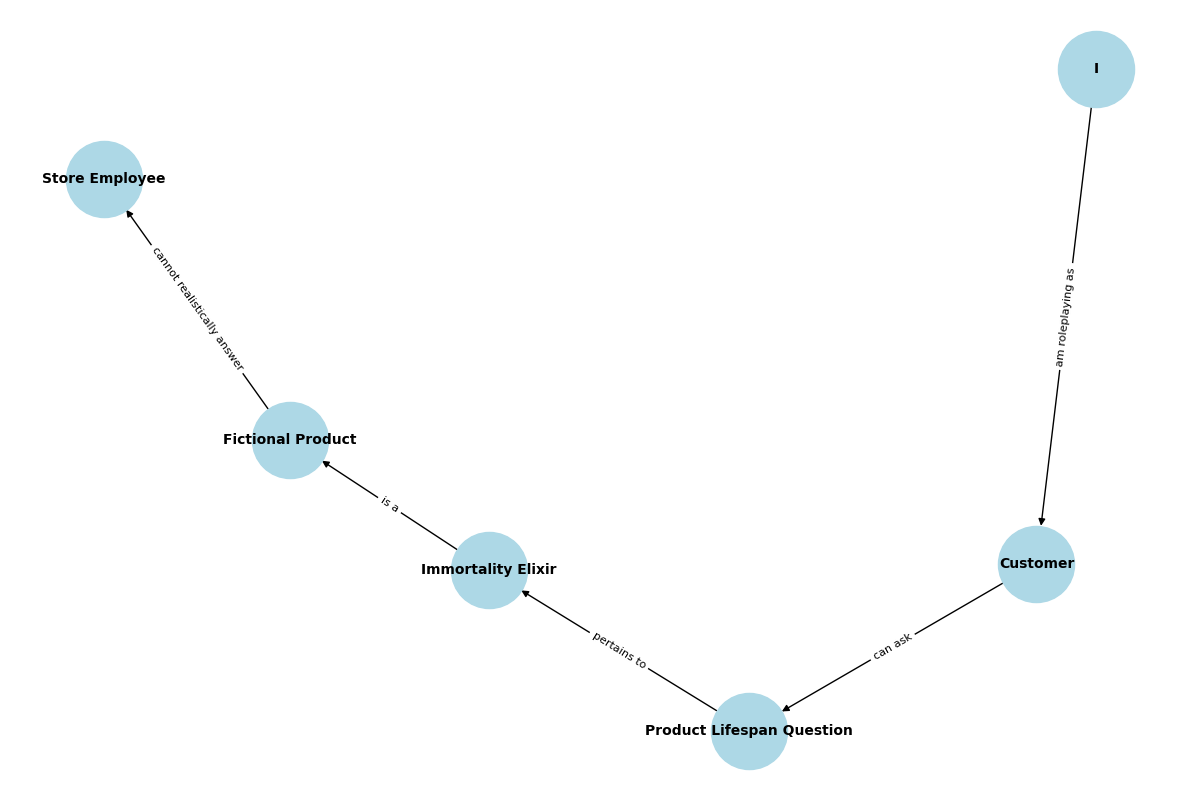 I
Store Employee
am roleplaying as
cannot realistically answer
Fictional Product
is a
Immortality Elixir
Customer
can ask
pertains to
Product Lifespan Question